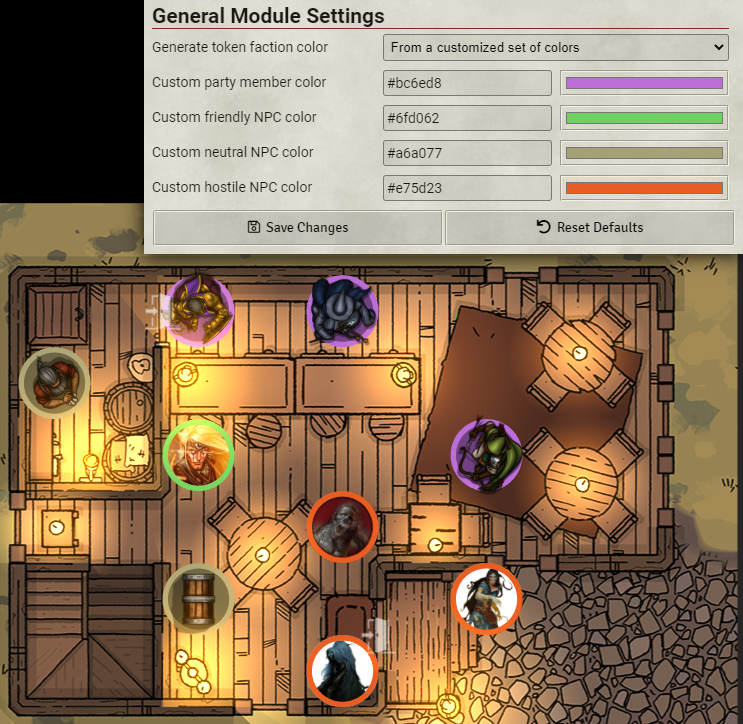 General Module Settings
Generate token faction color From a customized set of colors
Custom party member color #bc6ed8
Custom friendly NPC color #6fd062
Custom neutral NPC color #a6a077
Custom hostile NPC color #e75d23
Save Changes Reset Defaults